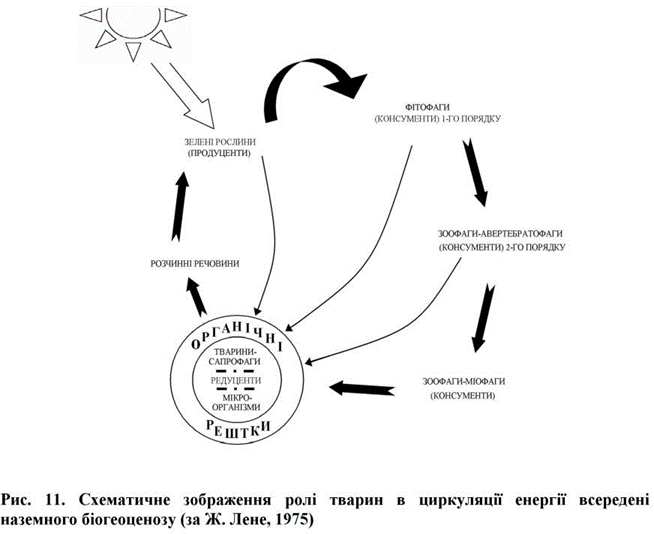 ЗЕЛЕНІ РОСЛИНИ
(ПРОДУЦЕНТИ)
ФІТОФАГИ
(КОНСУМЕНТИ) 1-ГО ПОРЯДКУ
ЗООФАГИ-АВЕРТЕБРАТОФАГИ
(КОНСУМЕНТИ) 2-ГО ПОРЯДКУ
РОЗЧИННІ РЕЧОВИНИ
ОРГАНІЧНІ
ТВАРИНИ-
САПРОФАГИ
РЕДУЦЕНТИ
МІКРО-
ОРГАНІЗМИ
РЕШТКИ
ЗООФАГИ-МІОФАГИ
(КОНСУМЕНТИ)
Рис. 11. Схематичне зображення ролі тварин в циркуляції енергії всередені
наземного біогеоценозу (за Ж. Лене, 1975)